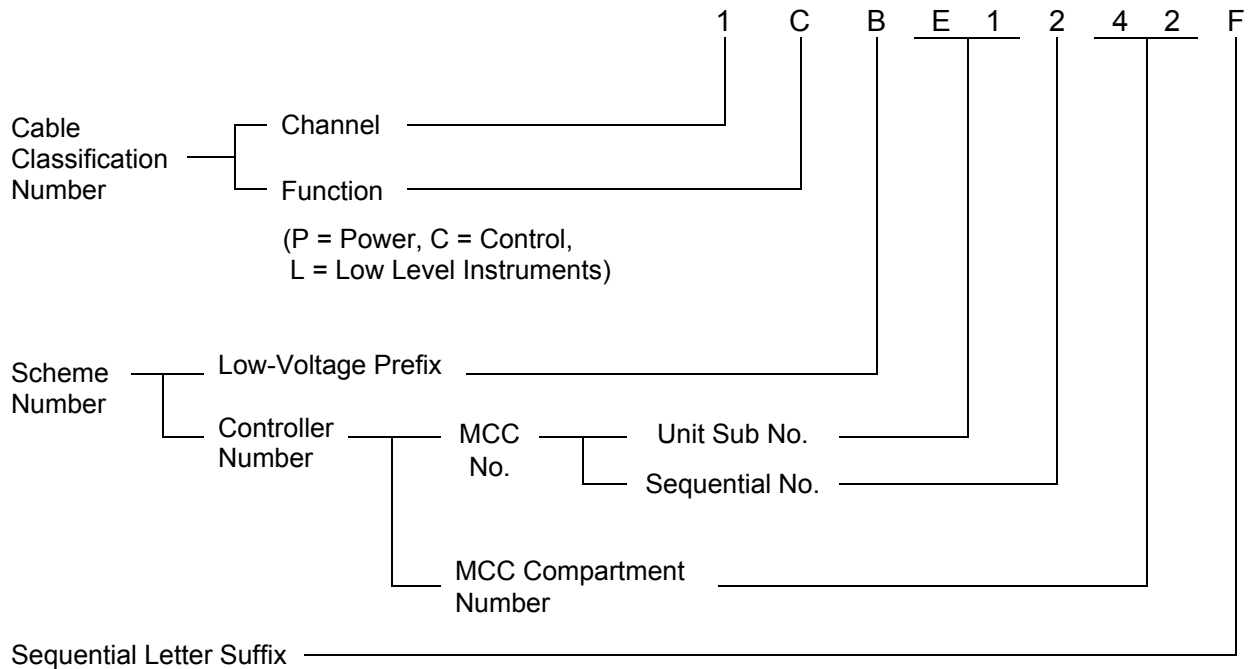 1 C B E 1 2 4 2 F
Cable
Classification
Number
Channel
Function
(P = Power, C = Control,
L = Low Level Instruments)
Scheme
Number
Low-Voltage Prefix
Controller
Number
MCC
No.
Unit Sub No.
Sequential No.
MCC Compartment
Number
Sequential Letter Suffix